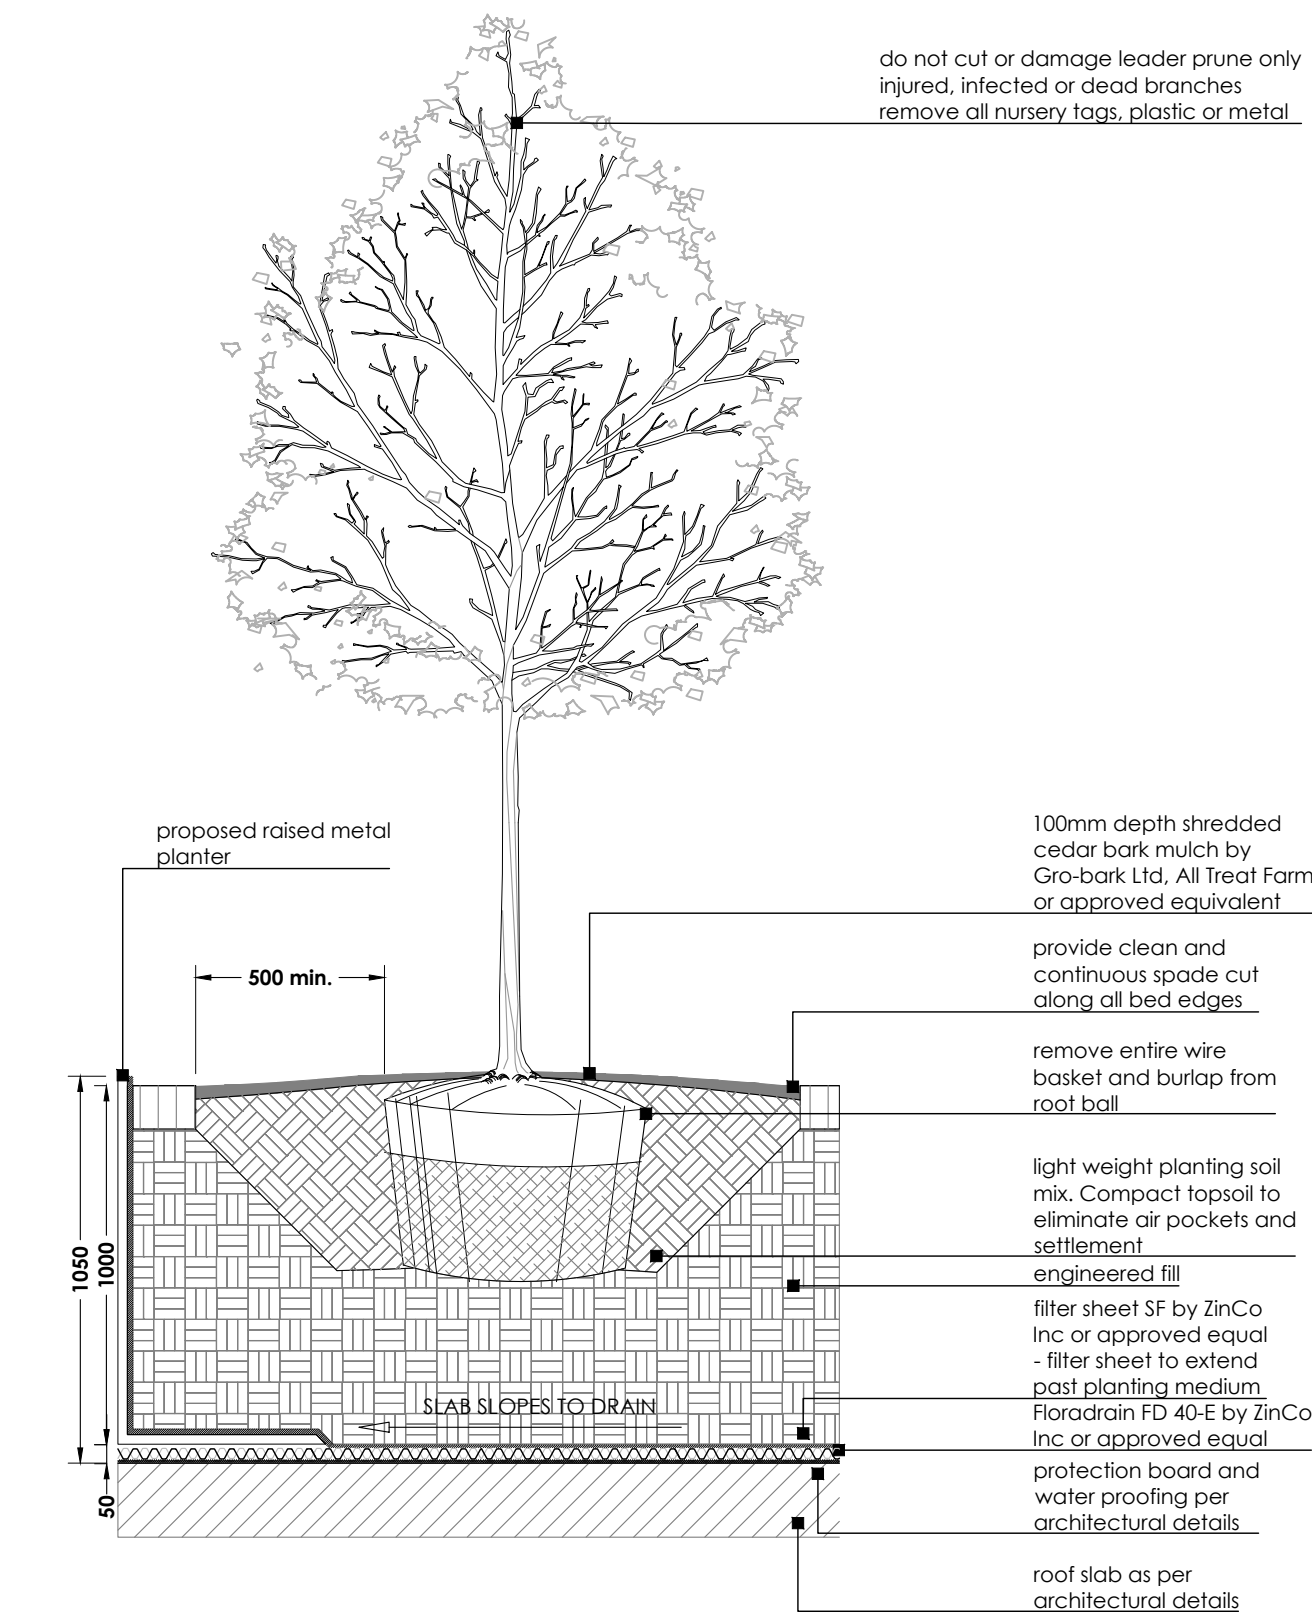 do not cut or damage leader prune only
injured, infected or dead branches
remove all nursery tags, plastic or metal
proposed raised metal
planter
100mm depth shredded
cedar bark mulch by
Gro-bark Ltd, All Treat Farm
or approved equivalent
provide clean and
continuous spade cut
along all bed edges
500 min.
remove entire wire
basket and burlap from
root ball
light weight planting soil
mix. Compact topsoil to
eliminate air pockets and
settlement
engineered fill
1050
1000
filter sheet SF by ZinCo
Inc or approved equal
- filter sheet to extend
past planting medium
SLAB SLOPES TO DRAIN
Floradrain FD 40-E by ZinCo
Inc or approved equal
50
protection board and
water proofing per
architectural details
roof slab as per
architectural details